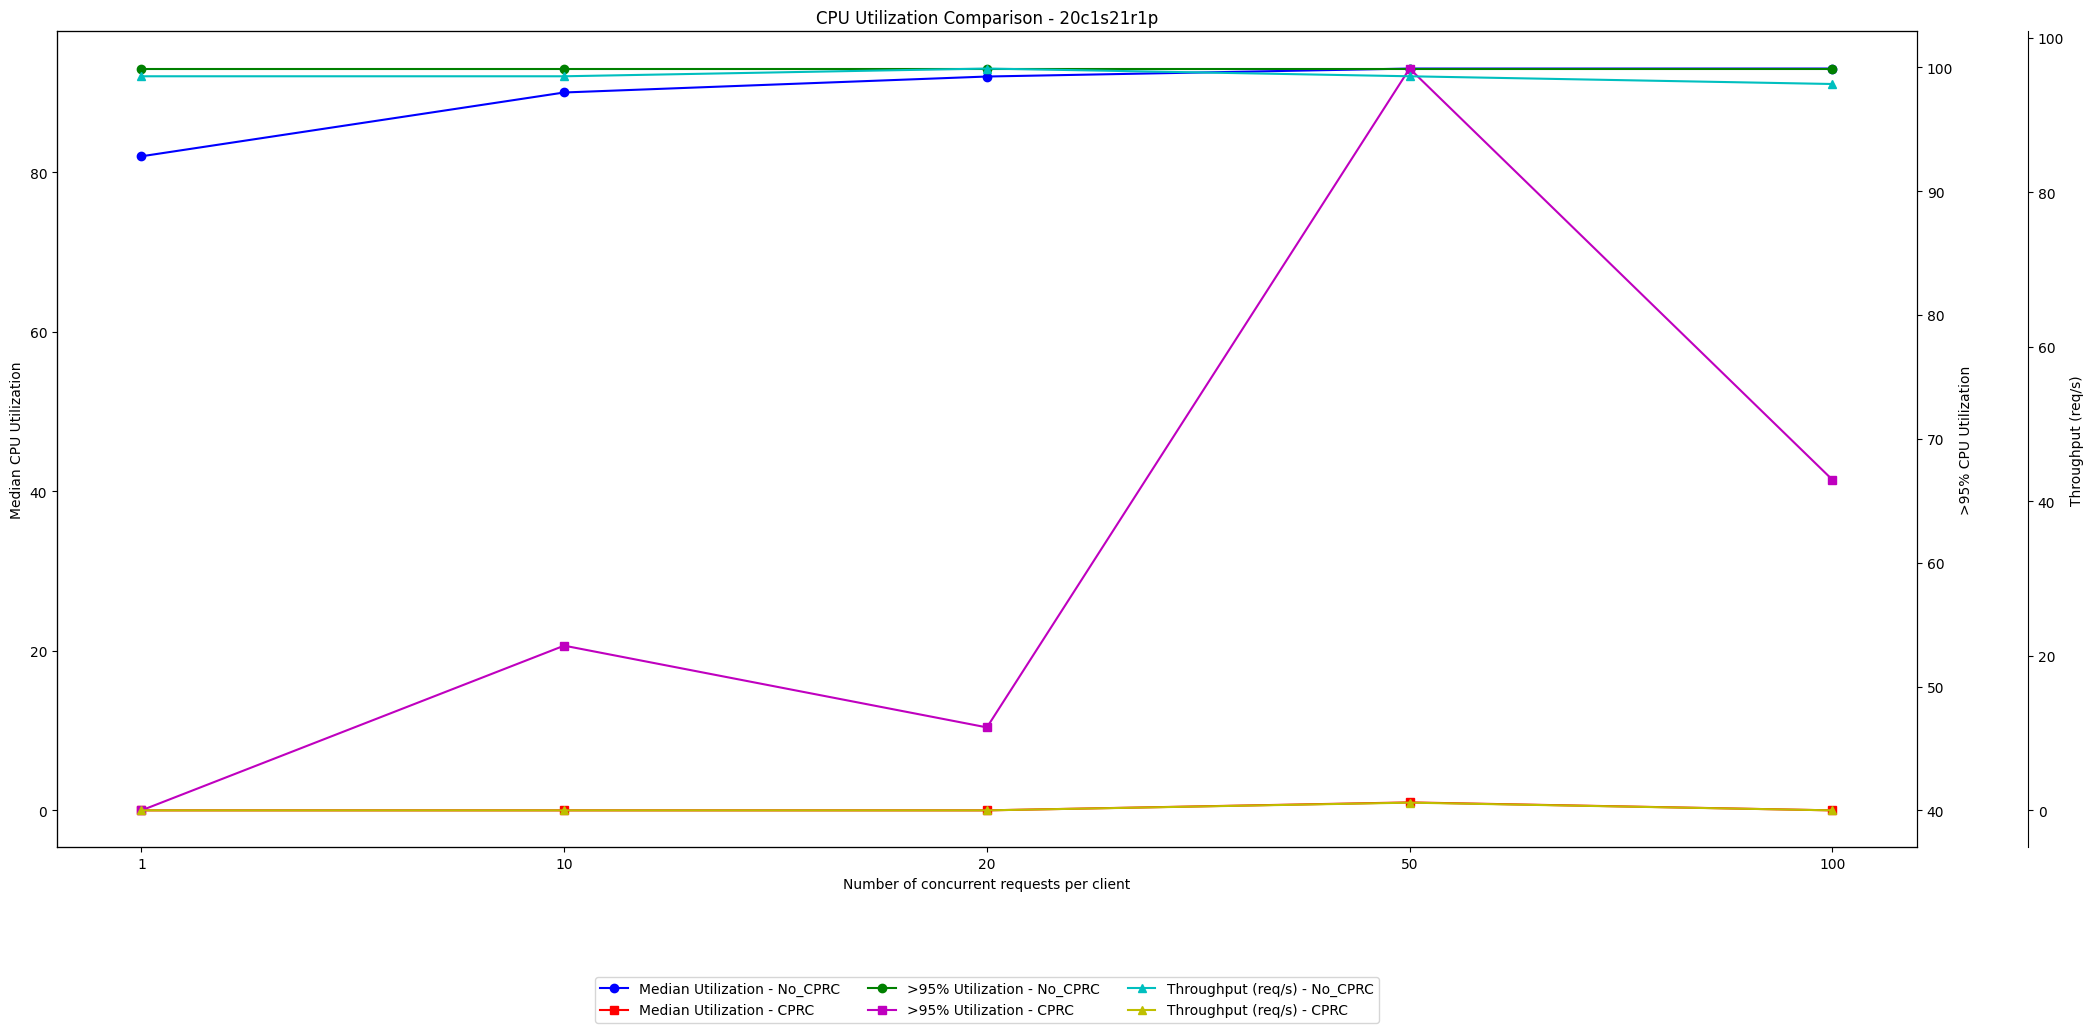 CPU Utilization Comparison - 20c1s21r1p
Median CPU Utilization
80
60
40
20
0
1
10
20
50
100
Number of concurrent requests per client
100
90
80
70
60
50
40
>95% CPU Utilization
100
80
60
40
20
0
Throughput (req/s)
Median Utilization - No_CPRC
Median Utilization - CPRC
>95% Utilization - No_CPRC
>95% Utilization - CPRC
Throughput (req/s) - No_CPRC
Throughput (req/s) - CPRC